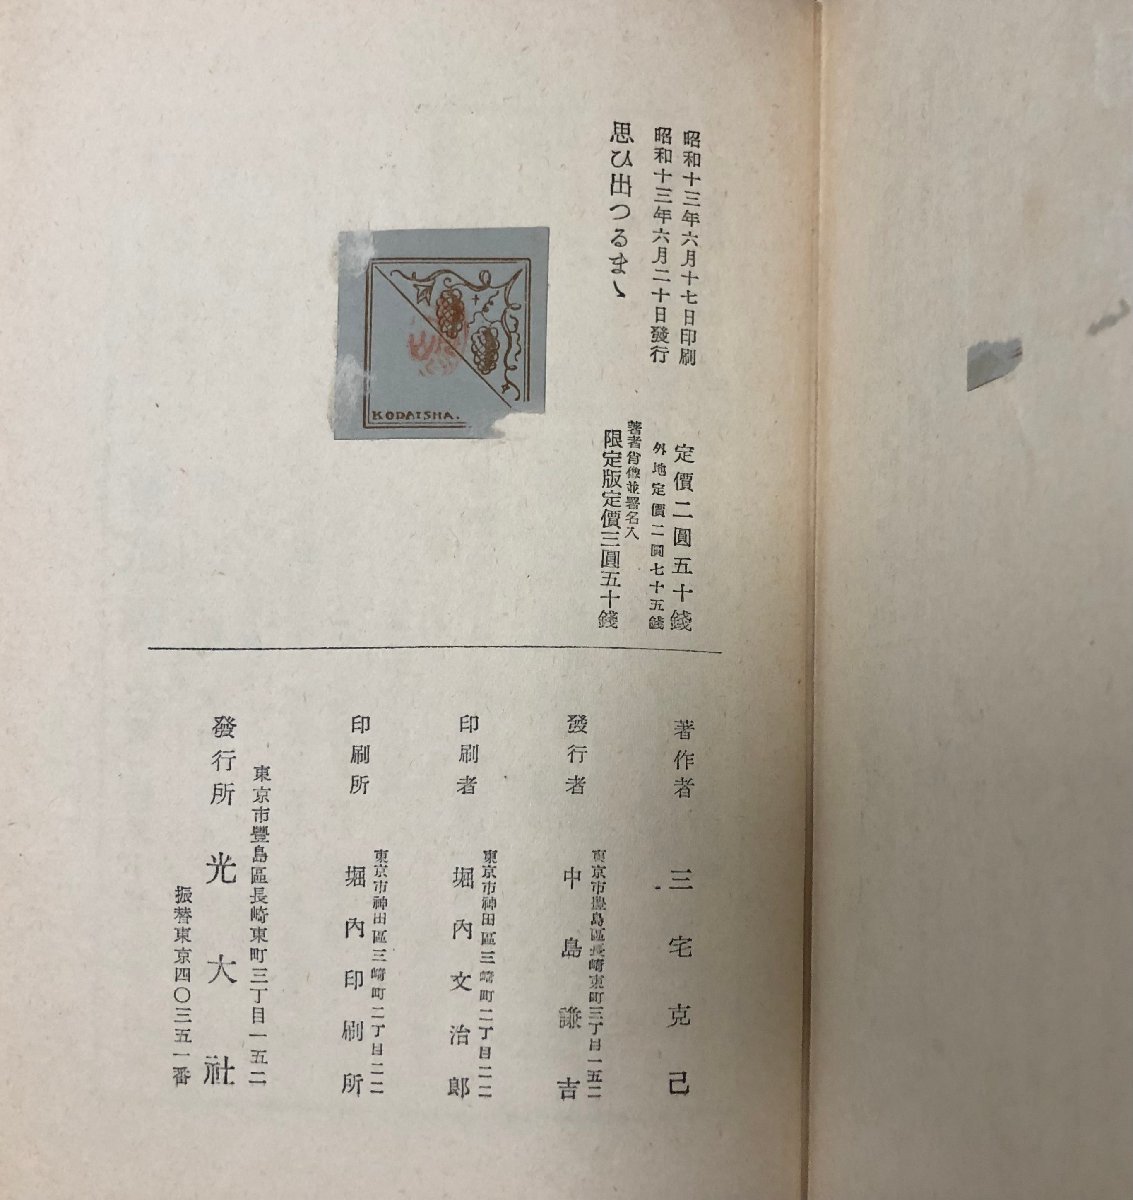 昭和十三年六月十七日印刷
昭和十三年六月二十日發行
思ひ出つるまゝ
定價二圓五十錢
外地定價二圓七十五錢
著者肖像並署名入
限定版定價三圓五十錢
KODAISHA.
著作者 三宅克己
發行者
東京市豐島區長崎東町三丁目一五二
中島謙吉
印刷者
東京市神田區三崎町二丁目二二
堀內文治郎
印刷所
東京市神田區三崎町二丁目二二
堀內印刷所
東京市豐島區長崎東町三丁目一五二
發行所 光大社
振替東京四〇三五一番